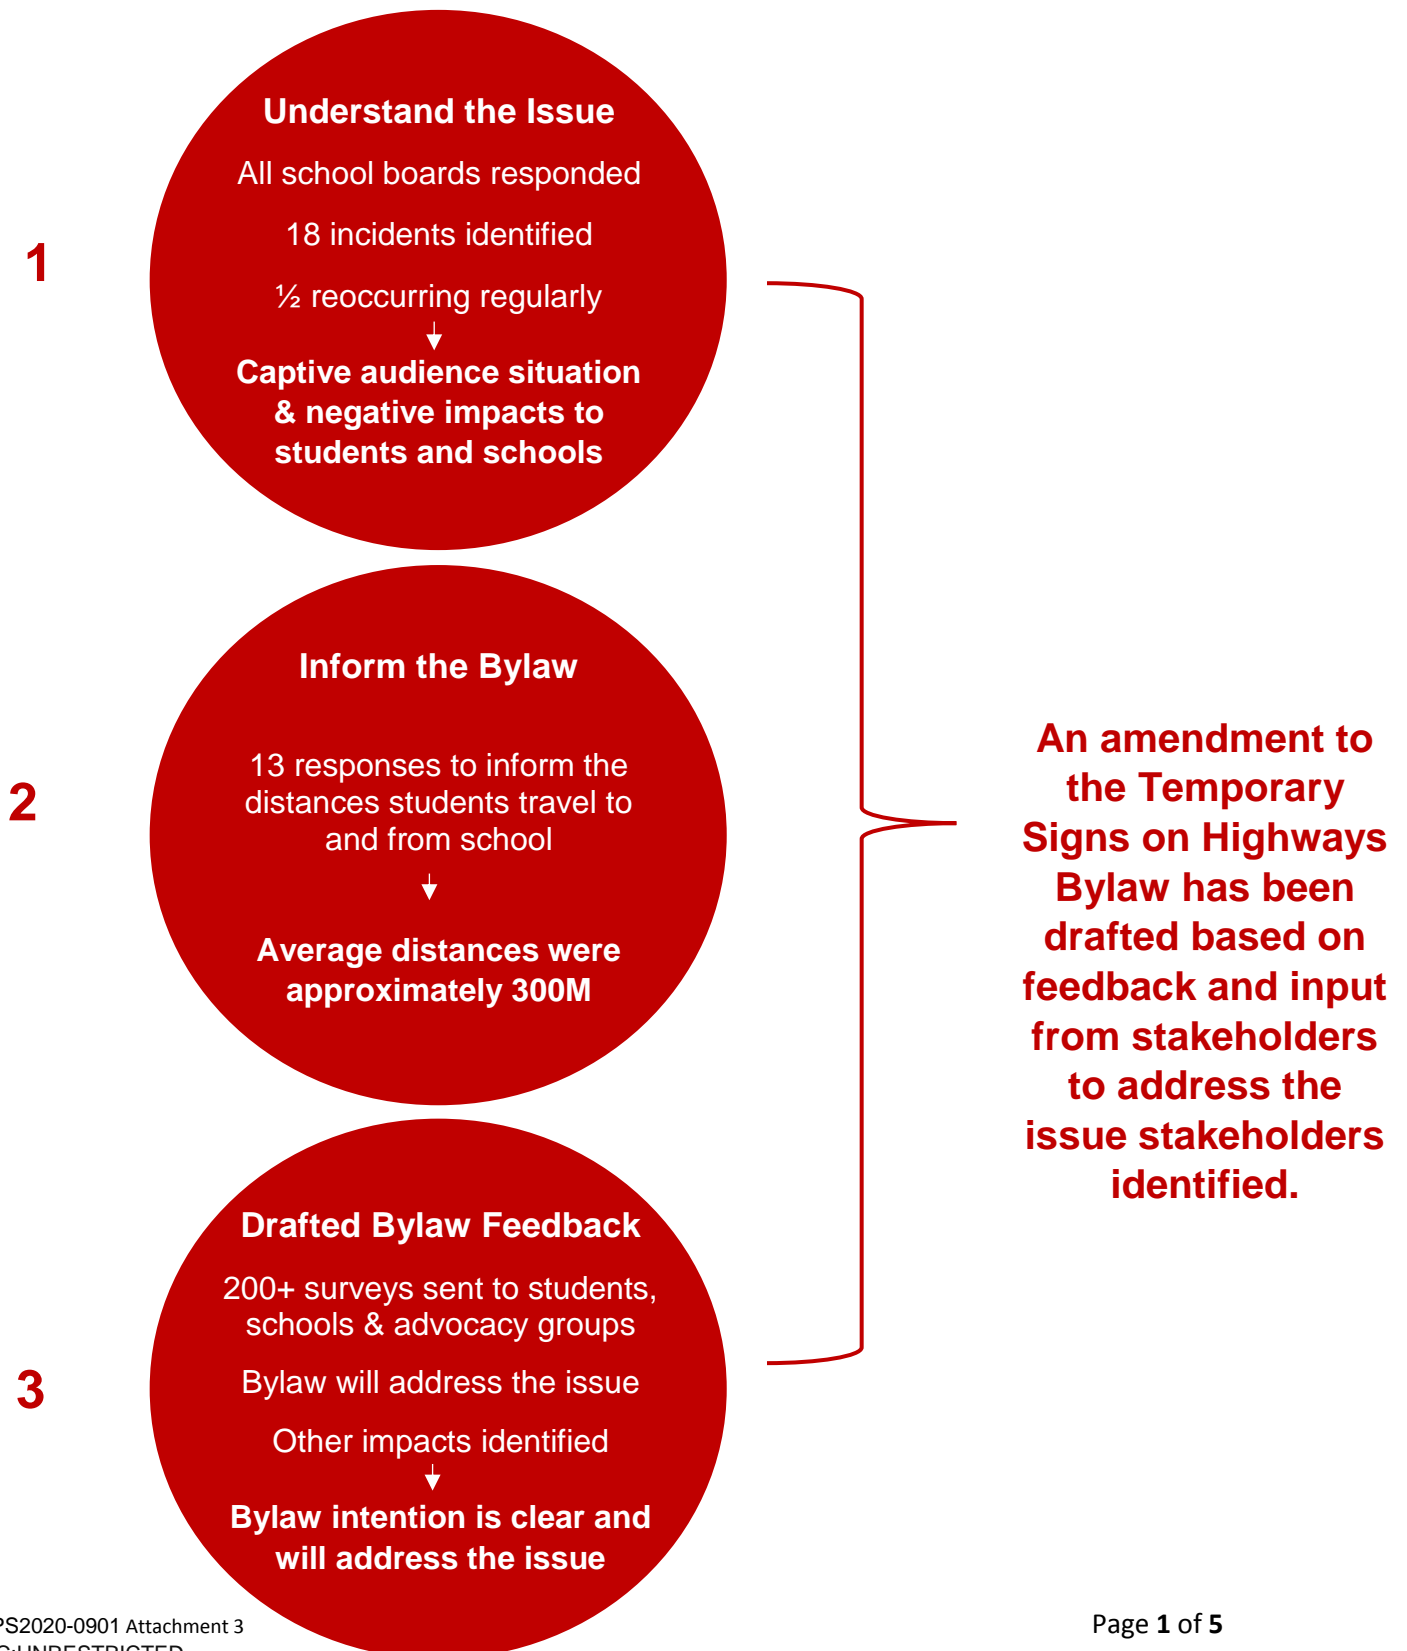 1
Understand the Issue
All school boards responded
18 incidents identified
½ reoccurring regularly
Captive audience situation
& negative impacts to
students and schools
2
Inform the Bylaw
13 responses to inform the
distances students travel to
and from school
Average distances were
approximately 300M
3
Drafted Bylaw Feedback
200+ surveys sent to students,
schools & advocacy groups
Bylaw will address the issue
Other impacts identified
Bylaw intention is clear and
will address the issue
An amendment to
the Temporary
Signs on Highways
Bylaw has been
drafted based on
feedback and input
from stakeholders
to address the
issue stakeholders
identified.
PS2020-0901 Attachment 3
Page 1 of 5
C:UNRESTRICTED